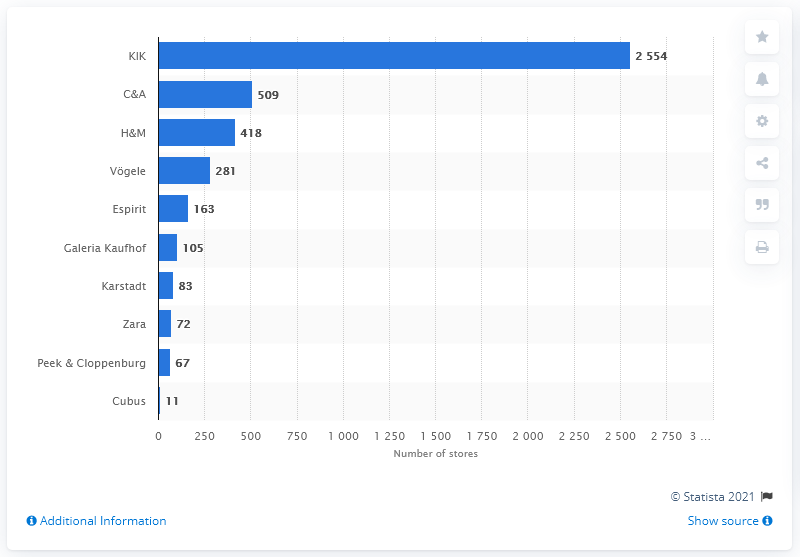 KIK 2 554
C&A 509
H&M 418
Vögele 281
Espirit 163
Galeria Kaufhof 105
Karstadt 83
Zara 72
Peek & Cloppenburg 67
Cubus 11
0 250 500 750 1 000 1 250 1 500 1 750 2 000 2 250 2 500 2 750 3 ...
Number of stores
© Statista 2021
Additional Information
Show source